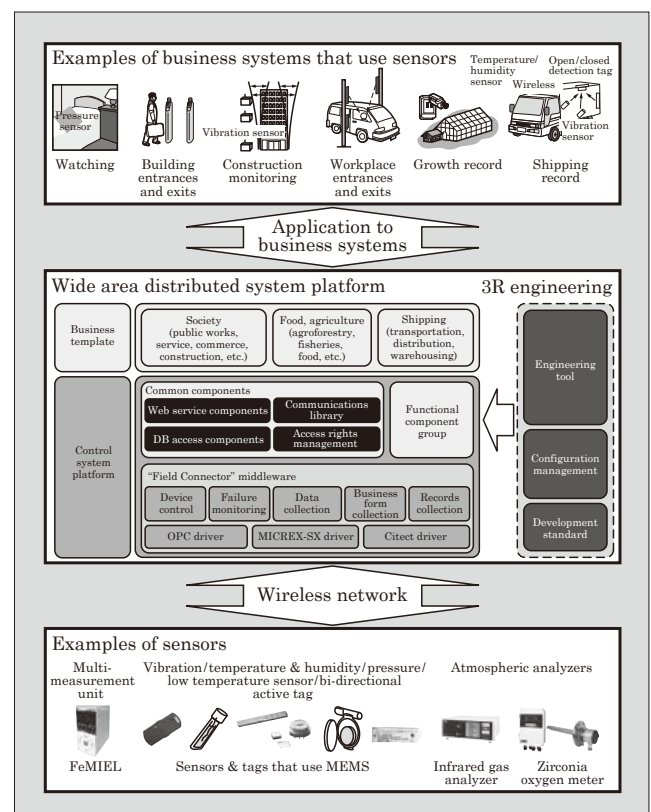 Examples of business systems that use sensors
Pressure
sensor
Watching
Building
entrances
and exits
Vibration sensor
Construction
monitoring
Workplace
entrances
and exits
Growth record
Temperature/
humidity
sensor
Wireless
Open/closed
detection tag
Vibration
sensor
Shipping
record
Application to
business systems
Wide area distributed system platform
3R engineering
Business
template
Society
(public works,
service, commerce,
construction, etc.)
Food, agriculture
(agroforestry,
fisheries,
food, etc.)
Shipping
(transportation,
distribution,
warehousing)
Control
system
platform
Common components
Web service components
Communications
library
DB access components
Access rights
management
Functional
component
group
“Field Connector” middleware
Device
control
Failure
monitoring
Data
collection
Business
form
collection
Records
collection
OPC driver
MICREX-SX driver
Citect driver
Engineering
tool
Configuration
management
Development
standard
Wireless network
Examples of sensors
Multi-
measurement
unit
FeMIEL
Vibration/temperature & humidity/pressure/
low temperature sensor/bi-directional
active tag
Sensors & tags that use MEMS
Atmospheric analyzers
Infrared gas
analyzer
Zirconia
oxygen meter